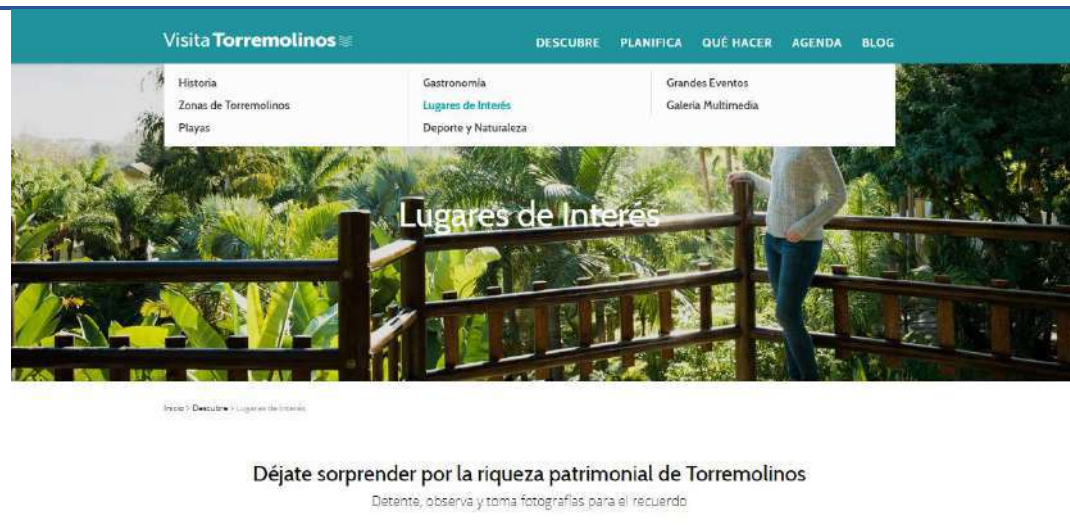 Visita Torremolinos
DESCUBRE PLANIFICA QUÉ HACER AGENDA BLOG
Historia
Zonas de Torremolinos
Playas
Gastronomía
Lugares de Interés
Deporte y Naturaleza
Grandes Eventos
Galería Multimedia
Lugares de Interés
Inicio > Descubre > Lugares de Interés
Déjate sorprender por la riqueza patrimonial de Torremolinos
Detente, observa y toma fotografías para el recuerdo